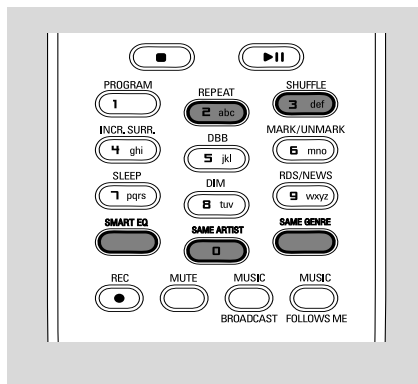 PROGRAM
REPEAT
SHUFFLE
1
2 abc
3 def
INCR. SURR.
DBB
MARK/UNMARK
4 ghi
5 jkl
6 mno
SLEEP
DIM
RDS/NEWS
7 pqrs
8 tuv
9 wxyz
SMART EQ
SAME ARTIST
SAME GENRE
0
REC
MUTE
MUSIC
MUSIC
BROADCAST
FOLLOWS ME